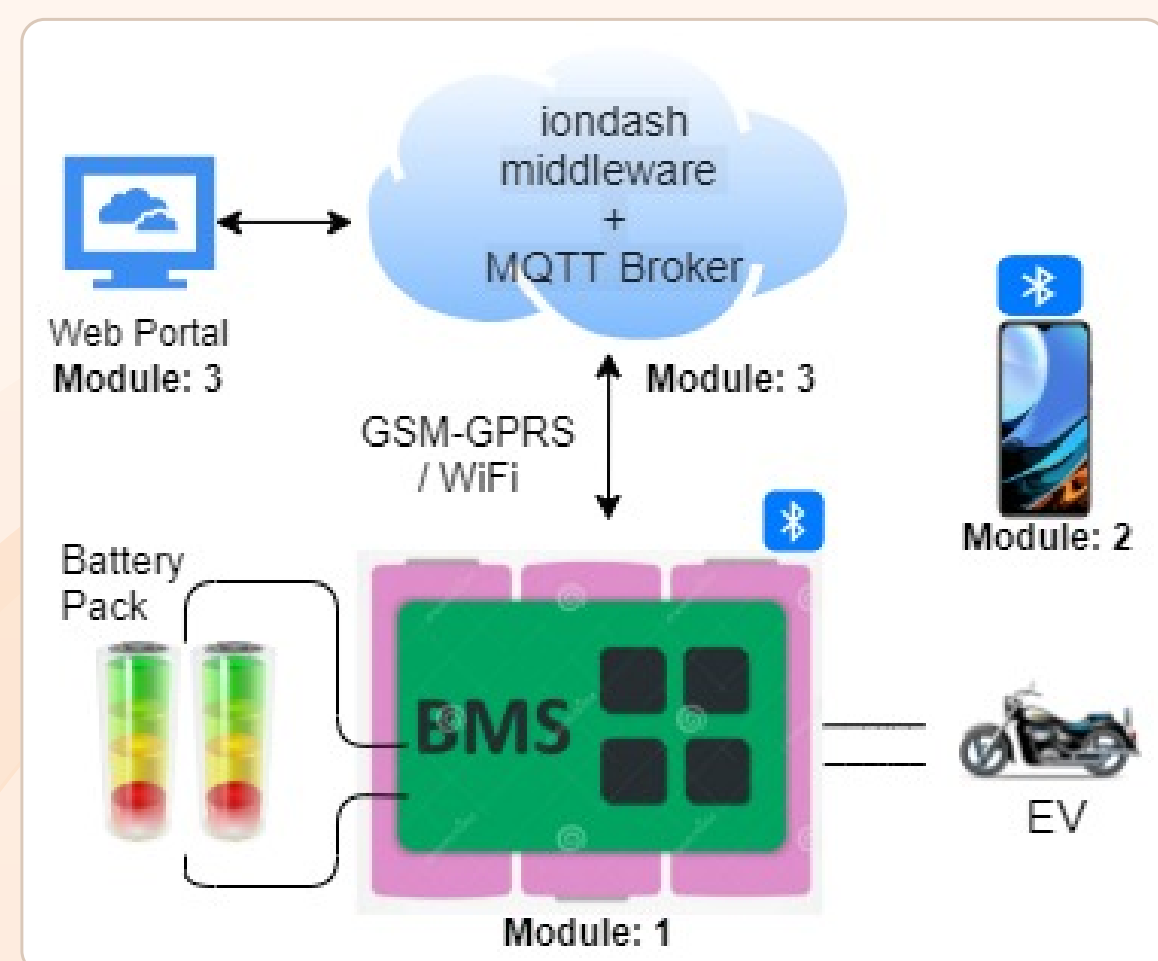 iondash
middleware
+
MQTT Broker
Web Portal
Module: 3
Module: 3
GSM-GPRS
/ WiFi
Module: 2
Battery
Pack
BMS
EV
Module: 1